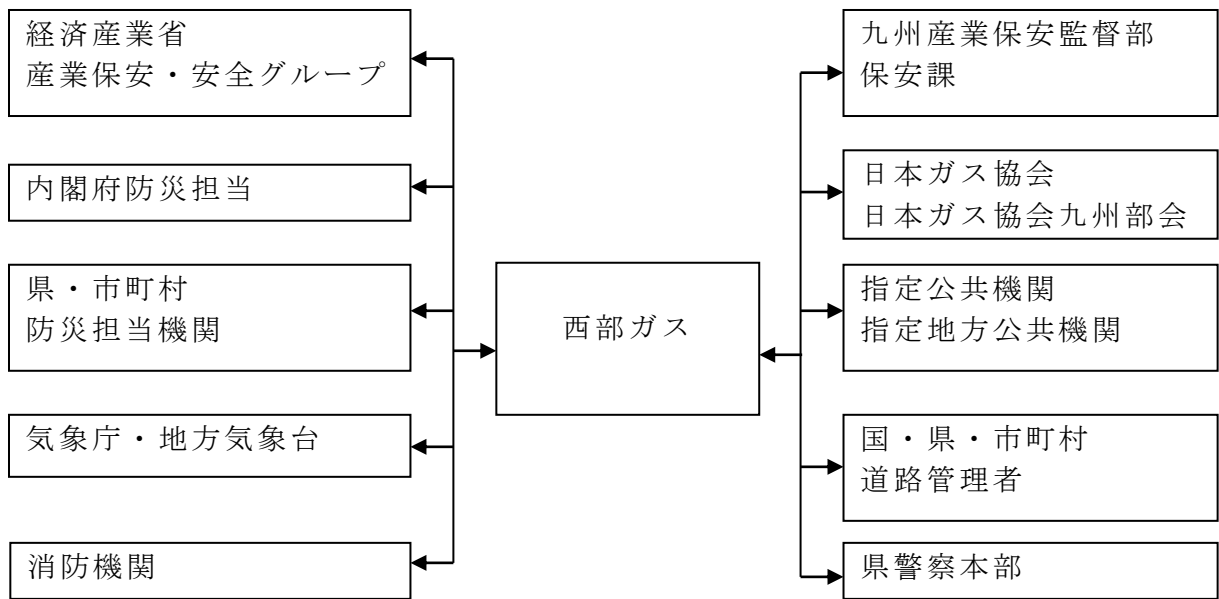 経済産業省
産業保安・安全グループ
内閣府防災担当
県・市町村
防災担当機関
気象庁・地方気象台
消防機関
西部ガス
九州産業保安監督部
保安課
日本ガス協会
日本ガス協会九州部会
指定公共機関
指定地方公共機関
国・県・市町村
道路管理者
県警察本部